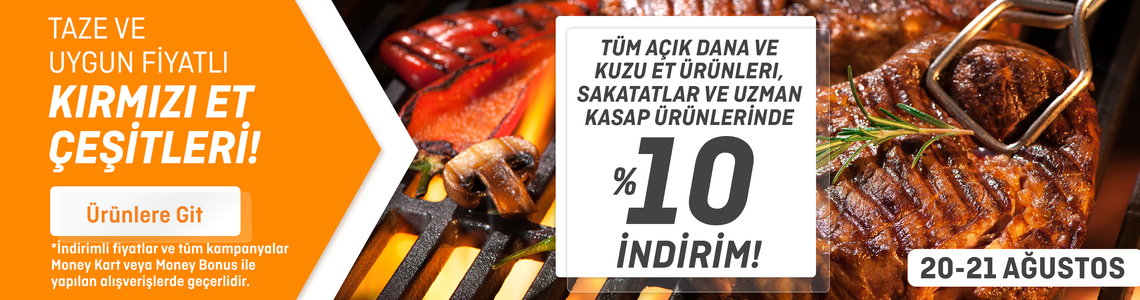 TAZE VE
UYGUN FİYATLI
KIRMIZI ET
ÇEŞİTLERİ!
Ürünlere Git
*İndirimli fiyatlar ve tüm kampanyalar
Money Kart veya Money Bonus ile
yapılan alışverişlerde geçerlidir.
TÜM AÇIK DANA VE
KUZU ET ÜRÜNLERI,
SAKATATLAR VE UZMAN
KASAP ÜRÜNLERİNDE
%10
İNDİRİM!
20-21 AĞUSTOS